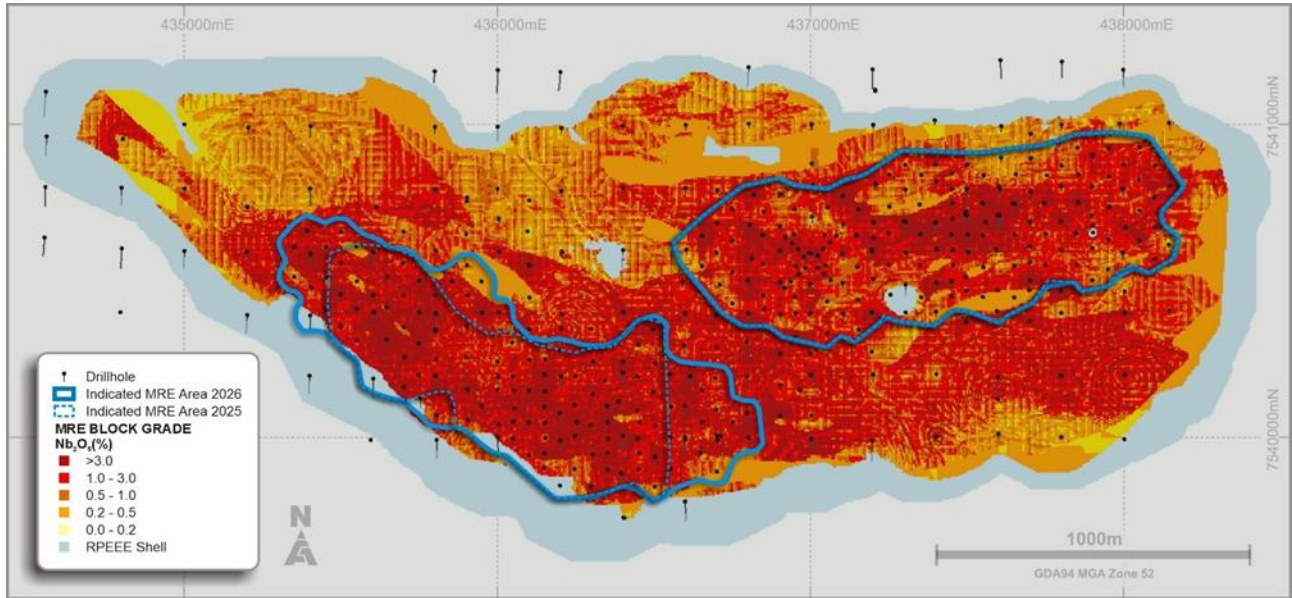 435000mE
436000mE
437000mE
438000mE
7541000mN
7540000mN
Drillhole
Indicated MRE Area 2026
Indicated MRE Area 2025
MRE BLOCK GRADE
Nb₂O₅(%)
>3.0
1.0 - 3.0
0.5 - 1.0
0.2 - 0.5
0.0 - 0.2
RPEEE Shell
N
1000m
GDA94 MGA Zone 52